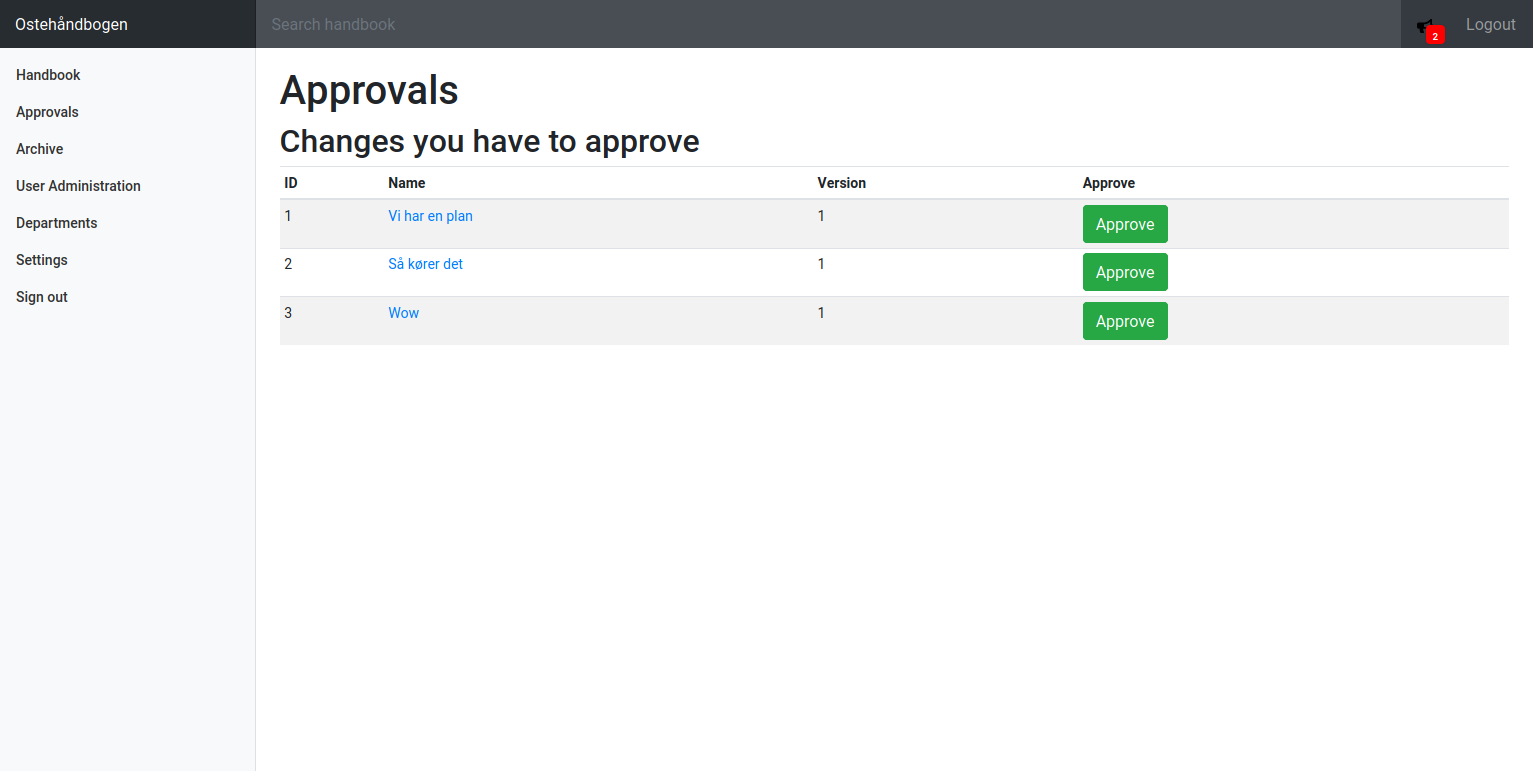 Ostehåndbogen
Search handbook
2
Logout
Handbook
Approvals
Archive
User Administration
Departments
Settings
Sign out
Approvals
Changes you have to approve
ID Name Version Approve
1 Vi har en plan 1 Approve
2 Så kører det 1 Approve
3 Wow 1 Approve